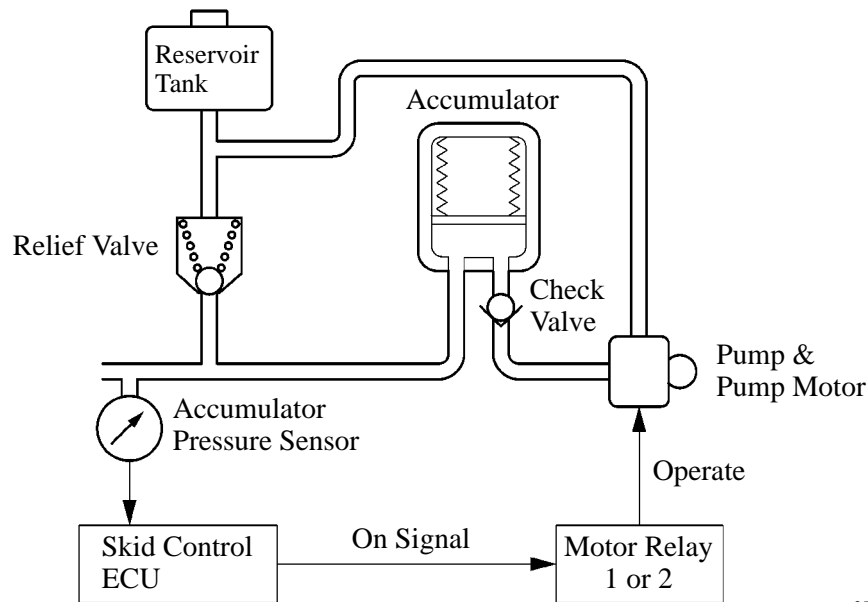 Reservoir
Tank
Accumulator
Relief Valve
Check
Valve
Pump &
Pump Motor
Accumulator
Pressure Sensor
Operate
Skid Control
ECU
On Signal
Motor Relay
1 or 2